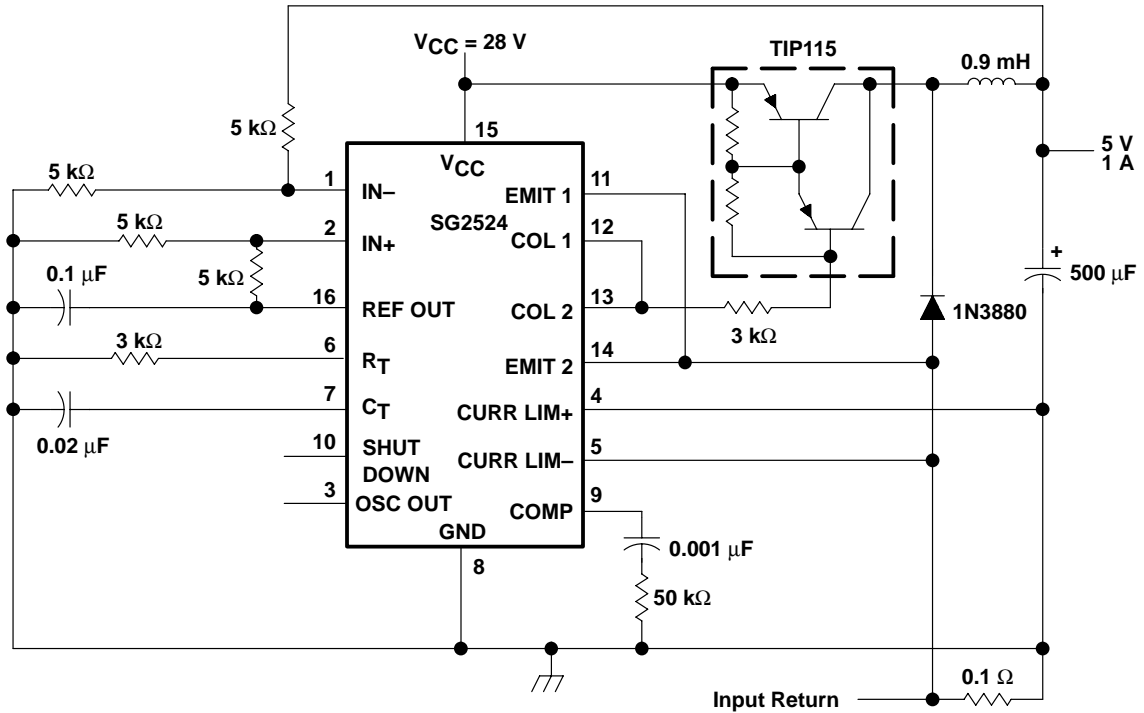 VCC = 28 V
TIP115
0.9 mH
5 kΩ
15
VCC
5 V
1 A
5 kΩ
1
IN–
EMIT 1
11
SG2524
5 kΩ
2
IN+
COL 1
12
0.1 μF
5 kΩ
16
REF OUT
COL 2
13
3 kΩ
+
500 μF
1N3880
3 kΩ
6
RT
EMIT 2
14
7
CT
CURR LIM+
4
0.02 μF
10
SHUT
DOWN
CURR LIM–
5
3
OSC OUT
COMP
9
GND
8
0.001 μF
50 kΩ
0.1 Ω
Input Return